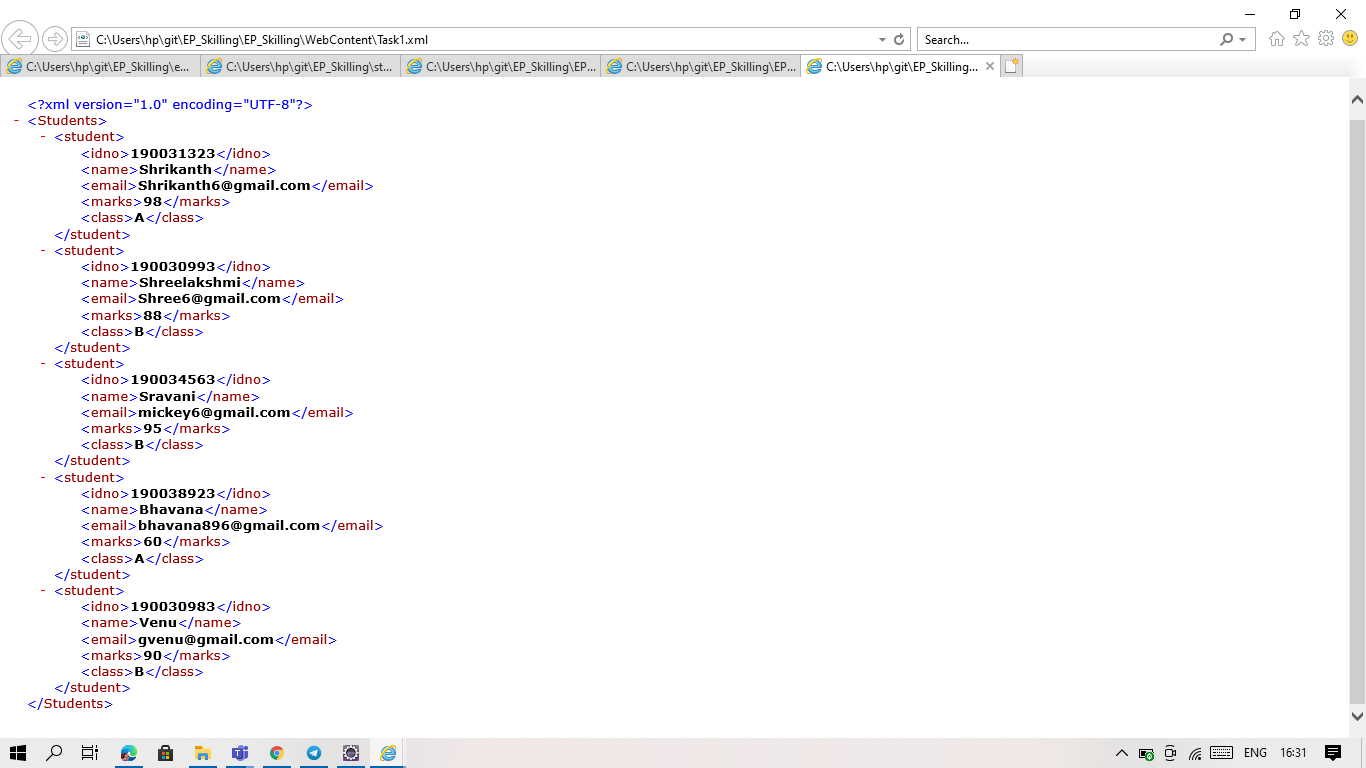 C:\Users\hp\git\EP_Skilling\EP_Skilling\WebContent\Task1.xml
Search...
C:\Users\hp\git\EP_Skilling\e...
C:\Users\hp\git\EP_Skilling\st...
C:\Users\hp\git\EP_Skilling\EP...
C:\Users\hp\git\EP_Skilling\EP...
C:\Users\hp\git\EP_Skilling...
<?xml version="1.0" encoding="UTF-8"?>
- <Students>
- <student>
<idno>190031323</idno>
<name>Shrikanth</name>
<email>Shrikanth6@gmail.com</email>
<marks>98</marks>
<class>A</class>
</student>
- <student>
<idno>190030993</idno>
<name>Shreelakshmi</name>
<email>Shree6@gmail.com</email>
<marks>88</marks>
<class>B</class>
</student>
- <student>
<idno>190034563</idno>
<name>Sravani</name>
<email>mickey6@gmail.com</email>
<marks>95</marks>
<class>B</class>
</student>
- <student>
<idno>190038923</idno>
<name>Bhavana</name>
<email>bhavana896@gmail.com</email>
<marks>60</marks>
<class>A</class>
</student>
- <student>
<idno>190030983</idno>
<name>Venu</name>
<email>gvenu@gmail.com</email>
<marks>90</marks>
<class>B</class>
</student>
</Students>
ENG
16:31